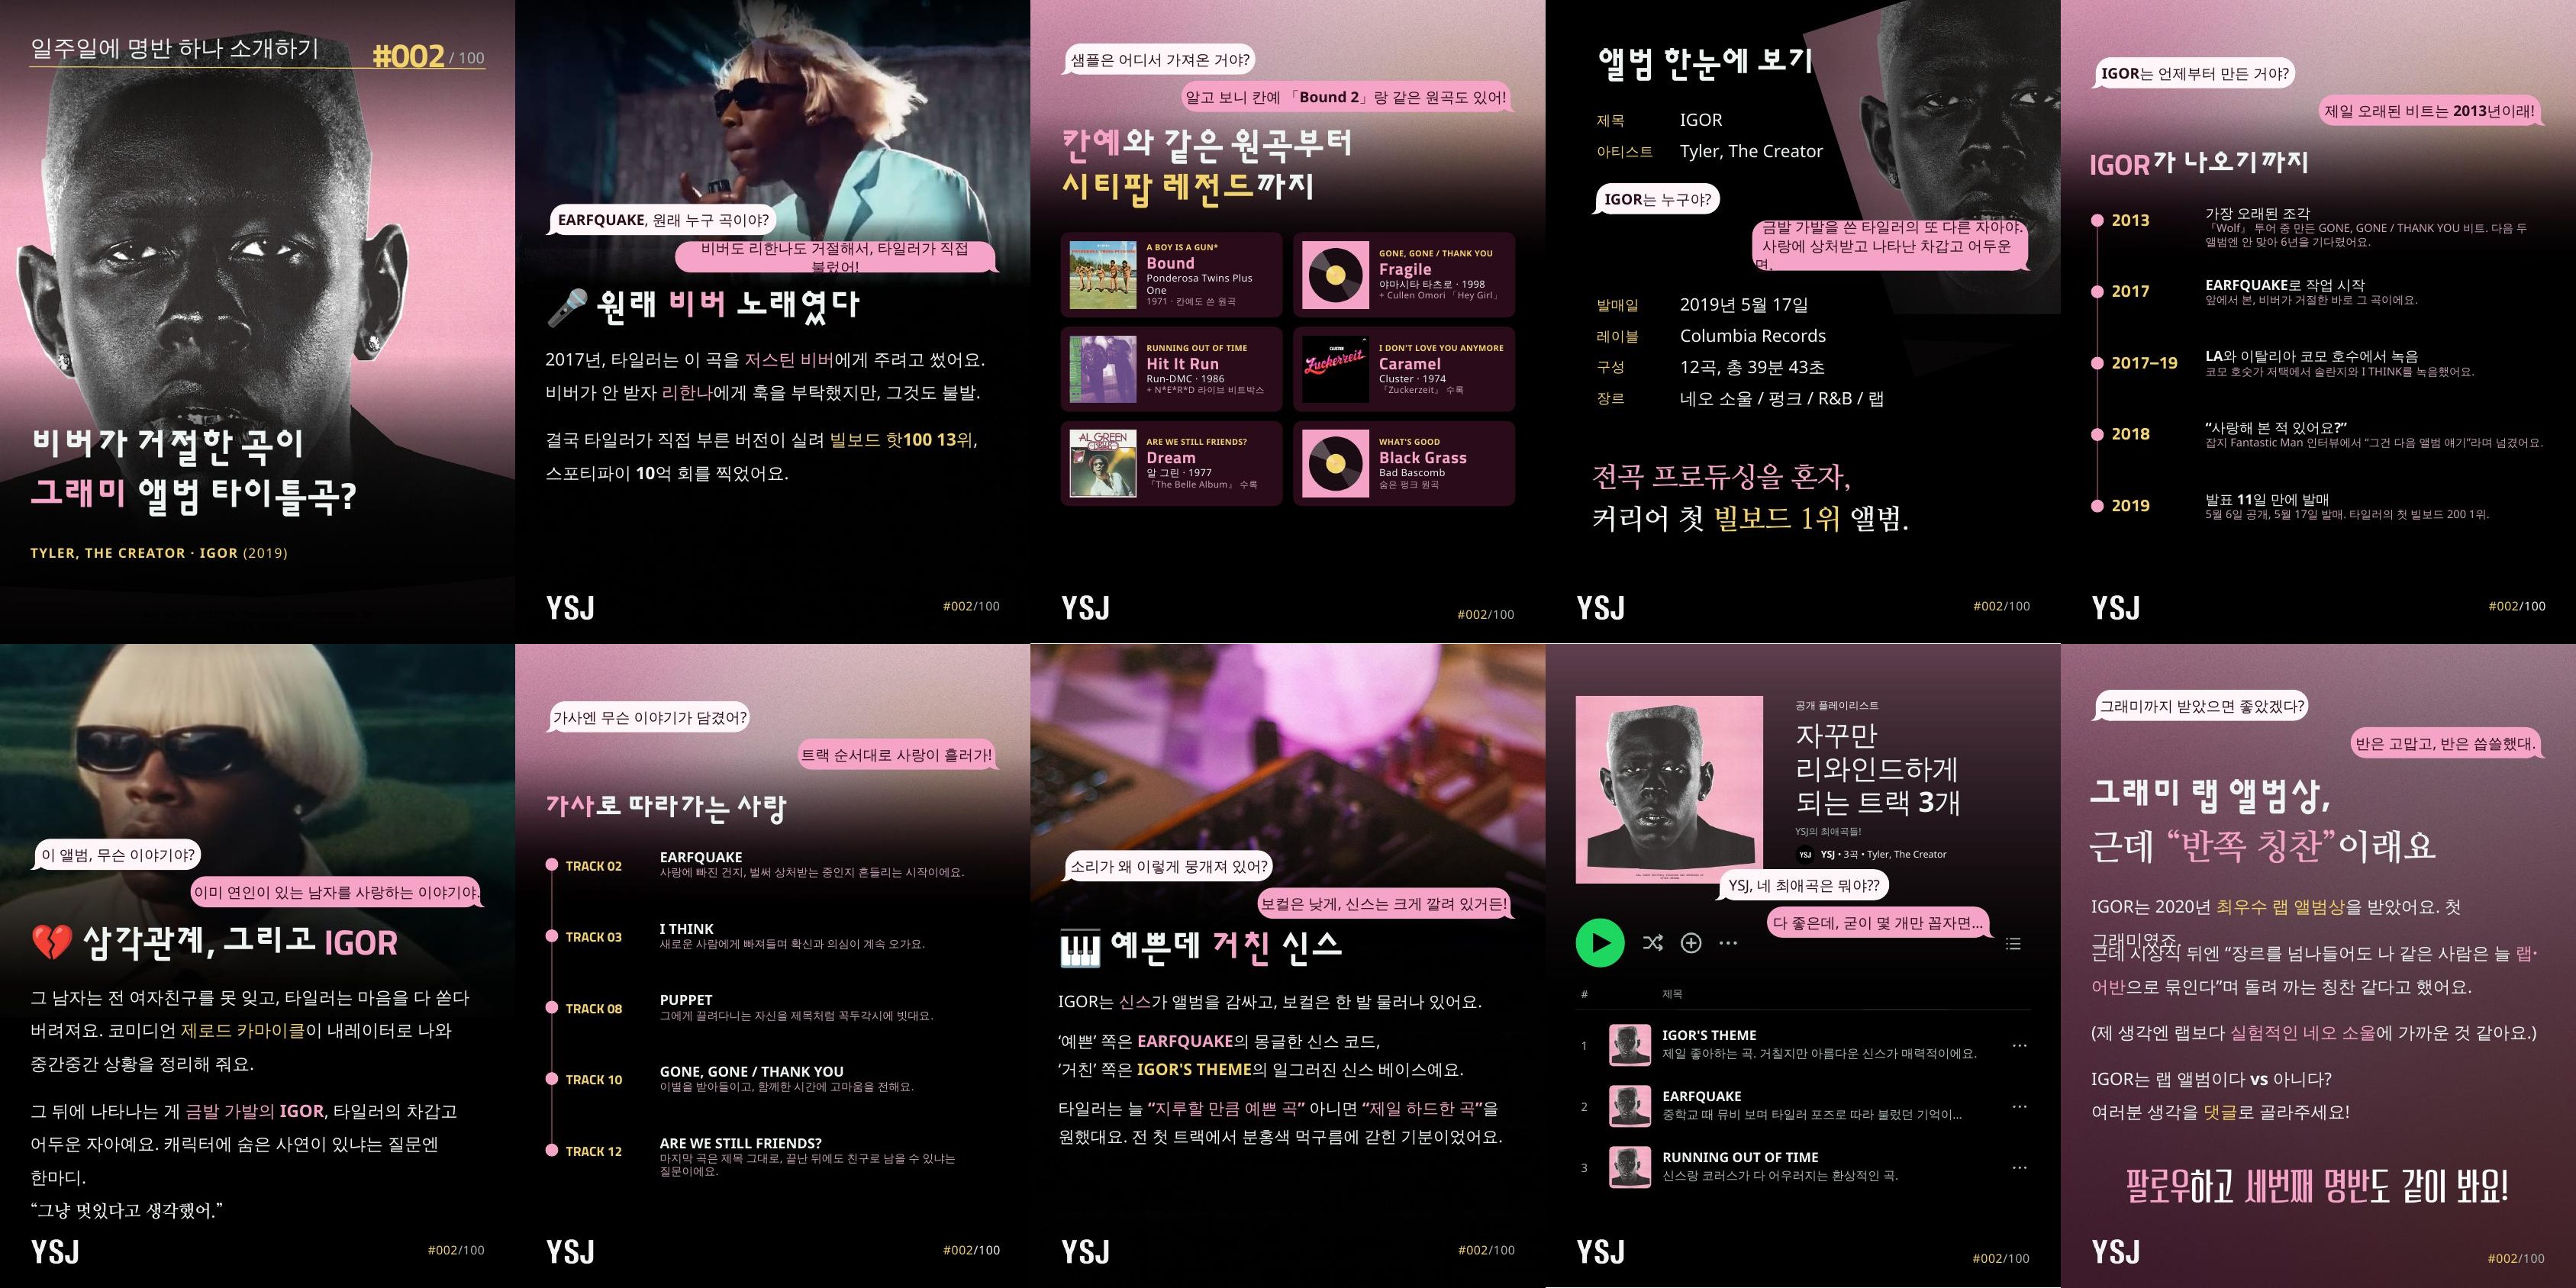 일주일에 명반 하나 소개하기
#002 / 100
비버가 거절한 곡이
그래미 앨범 타이틀곡?
TYLER, THE CREATOR · IGOR (2019)
EARFQUAKE, 원래 누구 곡이야?
비버도 리한나도 거절해서, 타일러가 직접
불렀어!
🎤 원래 비버 노래였다
2017년, 타일러는 이 곡을 저스틴 비버에게 주려고 썼어요.
비버가 안 받자 리한나에게 훅을 부탁했지만, 그것도 불발.
결국 타일러가 직접 부른 버전이 실려 빌보드 핫100 13위,
스포티파이 10억 회를 찍었어요.
YSJ
#002/100
샘플은 어디서 가져온 거야?
알고 보니 칸예 「Bound 2」랑 같은 원곡도 있어!
칸예와 같은 원곡부터
시티팝 레전드까지
A BOY IS A GUN*
Bound
Ponderosa Twins Plus
One
1971 · 칸예도 쓴 원곡
GONE, GONE / THANK YOU
Fragile
야마시타 타츠로 · 1998
+ Cullen Omori 「Hey Girl」
RUNNING OUT OF TIME
Hit It Run
Run-DMC · 1986
+ N*E*R*D 라이브 비트박스
CLUSTER
Zuckerzeit
I DON'T LOVE YOU ANYMORE
Caramel
Cluster · 1974
『Zuckerzeit』 수록
AL GREEN
ARE WE STILL FRIENDS?
Dream
알 그린 · 1977
『The Belle Album』 수록
WHAT'S GOOD
Black Grass
Bad Bascomb
숨은 펑크 원곡
YSJ
#002/100
앨범 한눈에 보기
제목 IGOR
아티스트 Tyler, The Creator
IGOR는 누구야?
금발 가발을 쓴 타일러의 또 다른 자아야.
사랑에 상처받고 나타난 차갑고 어두운
면.
발매일 2019년 5월 17일
레이블 Columbia Records
구성 12곡, 총 39분 43초
장르 네오 소울 / 펑크 / R&B / 랩
전곡 프로듀싱을 혼자,
커리어 첫 빌보드 1위 앨범.
YSJ
#002/100
IGOR는 언제부터 만든 거야?
제일 오래된 비트는 2013년이래!
IGOR가 나오기까지
2013
가장 오래된 조각
『Wolf』 투어 중 만든 GONE, GONE / THANK YOU 비트. 다음 두
앨범엔 안 맞아 6년을 기다렸어요.
2017
EARFQUAKE로 작업 시작
앞에서 본, 비버가 거절한 바로 그 곡이에요.
2017–19
LA와 이탈리아 코모 호수에서 녹음
코모 호숫가 저택에서 솔란지와 I THINK를 녹음했어요.
2018
“사랑해 본 적 있어요?”
잡지 Fantastic Man 인터뷰에서 “그건 다음 앨범 얘기”라며 넘겼어요.
2019
발표 11일 만에 발매
5월 6일 공개, 5월 17일 발매. 타일러의 첫 빌보드 200 1위.
YSJ
#002/100
이 앨범, 무슨 이야기야?
이미 연인이 있는 남자를 사랑하는 이야기야.
💔 삼각관계, 그리고 IGOR
그 남자는 전 여자친구를 못 잊고, 타일러는 마음을 다 쏟다
버려져요. 코미디언 제로드 카마이클이 내레이터로 나와
중간중간 상황을 정리해 줘요.
그 뒤에 나타나는 게 금발 가발의 IGOR, 타일러의 차갑고
어두운 자아예요. 캐릭터에 숨은 사연이 있냐는 질문엔
한마디.
“그냥 멋있다고 생각했어.”
YSJ
#002/100
가사엔 무슨 이야기가 담겼어?
트랙 순서대로 사랑이 흘러가!
가사로 따라가는 사랑
TRACK 02
EARFQUAKE
사랑에 빠진 건지, 벌써 상처받는 중인지 흔들리는 시작이에요.
TRACK 03
I THINK
새로운 사람에게 빠져들며 확신과 의심이 계속 오가요.
TRACK 08
PUPPET
그에게 끌려다니는 자신을 제목처럼 꼭두각시에 빗대요.
TRACK 10
GONE, GONE / THANK YOU
이별을 받아들이고, 함께한 시간에 고마움을 전해요.
TRACK 12
ARE WE STILL FRIENDS?
마지막 곡은 제목 그대로, 끝난 뒤에도 친구로 남을 수 있냐는
질문이에요.
YSJ
#002/100
소리가 왜 이렇게 뭉개져 있어?
보컬은 낮게, 신스는 크게 깔려 있거든!
🎹 예쁜데 거친 신스
IGOR는 신스가 앨범을 감싸고, 보컬은 한 발 물러나 있어요.
‘예쁜’ 쪽은 EARFQUAKE의 몽글한 신스 코드,
‘거친’ 쪽은 IGOR'S THEME의 일그러진 신스 베이스예요.
타일러는 늘 “지루할 만큼 예쁜 곡” 아니면 “제일 하드한 곡”을
원했대요. 전 첫 트랙에서 분홍색 먹구름에 갇힌 기분이었어요.
YSJ
#002/100
공개 플레이리스트
자꾸만
리와인드하게
되는 트랙 3개
YSJ의 최애곡들!
YSJ YSJ • 3곡 • Tyler, The Creator
YSJ, 네 최애곡은 뭐야??
다 좋은데, 굳이 몇 개만 꼽자면...
# 제목
1 IGOR'S THEME
제일 좋아하는 곡. 거칠지만 아름다운 신스가 매력적이에요.
2 EARFQUAKE
중학교 때 뮤비 보며 타일러 포즈로 따라 불렀던 기억이...
3 RUNNING OUT OF TIME
신스랑 코러스가 다 어우러지는 환상적인 곡.
YSJ
#002/100
그래미까지 받았으면 좋았겠다?
반은 고맙고, 반은 씁쓸했대.
그래미 랩 앨범상,
근데 “반쪽 칭찬”이래요
IGOR는 2020년 최우수 랩 앨범상을 받았어요. 첫
그래미였죠.
근데 시상식 뒤엔 “장르를 넘나들어도 나 같은 사람은 늘 랩·
어반으로 묶인다”며 돌려 까는 칭찬 같다고 했어요.
(제 생각엔 랩보다 실험적인 네오 소울에 가까운 것 같아요.)
IGOR는 랩 앨범이다 vs 아니다?
여러분 생각을 댓글로 골라주세요!
팔로우하고 세번째 명반도 같이 봐요!
YSJ
#002/100